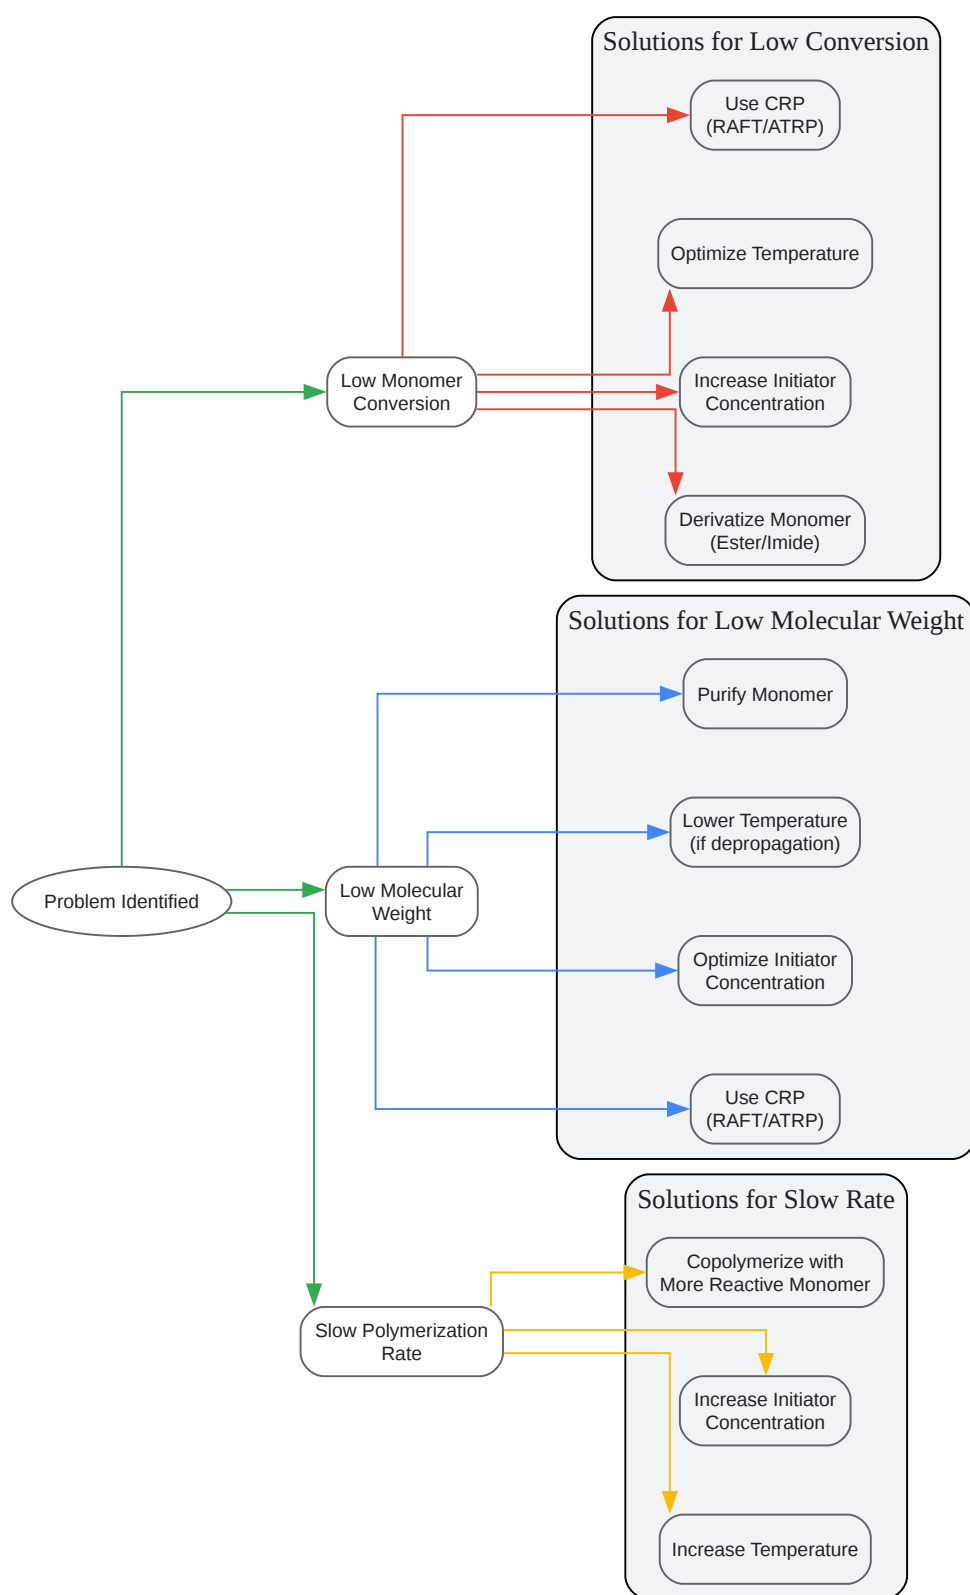 Solutions for Low Conversion
Use CRP
(RAFT/ATRP)
Optimize Temperature
Low Monomer
Conversion
Increase Initiator
Concentration
Derivatize Monomer
(Ester/Imide)
Solutions for Low Molecular Weight
Purify Monomer
Lower Temperature
(if depropagation)
Problem Identified
Low Molecular
Weight
Optimize Initiator
Concentration
Use CRP
(RAFT/ATRP)
Solutions for Slow Rate
Copolymerize with
More Reactive Monomer
Slow Polymerization
Rate
Increase Initiator
Concentration
Increase Temperature